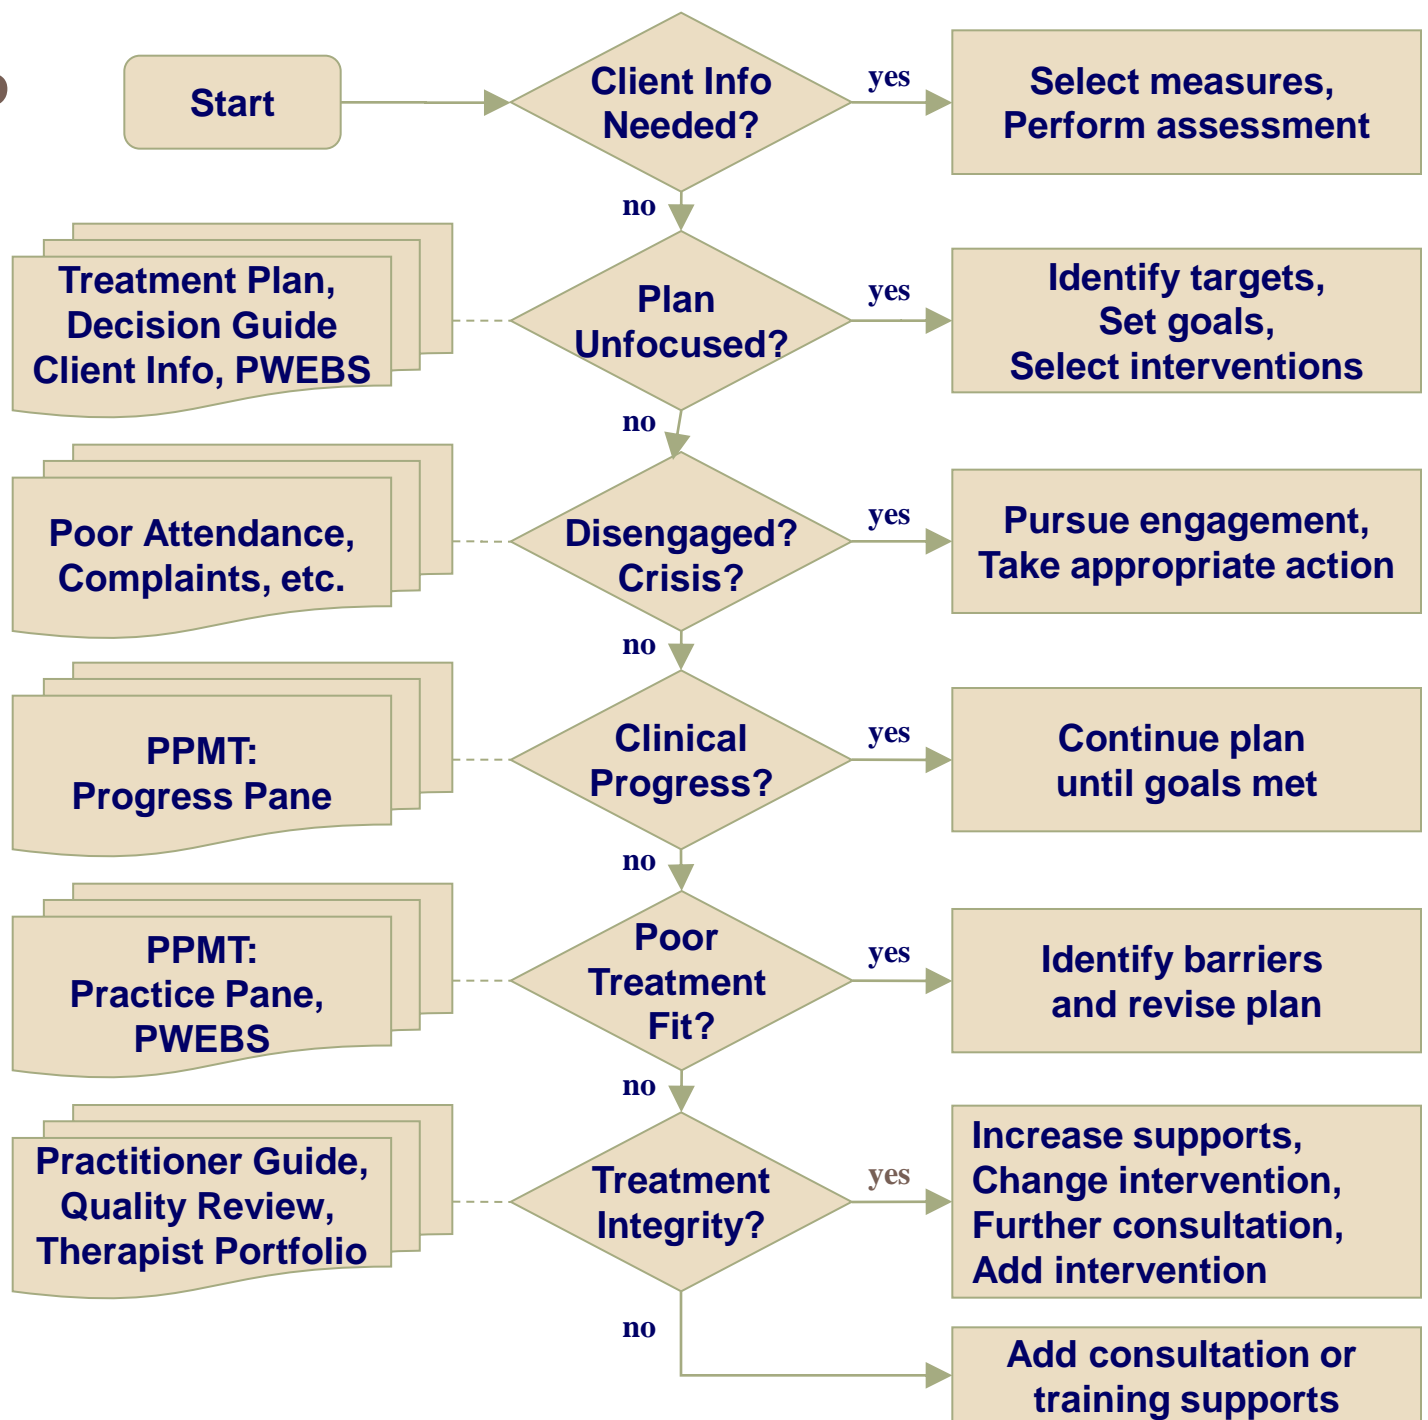 Start
Client Info
Needed?
yes
Select measures,
Perform assessment
no
Treatment Plan,
Decision Guide
Client Info, PWEBS
Plan
Unfocused?
yes
Identify targets,
Set goals,
Select interventions
no
Poor Attendance,
Complaints, etc.
Disengaged?
Crisis?
yes
Pursue engagement,
Take appropriate action
no
PPMT:
Progress Pane
Clinical
Progress?
yes
Continue plan
until goals met
no
PPMT:
Practice Pane,
PWEBS
Poor
Treatment
Fit?
yes
Identify barriers
and revise plan
no
Practitioner Guide,
Quality Review,
Therapist Portfolio
Treatment
Integrity?
yes
Increase supports,
Change intervention,
Further consultation,
Add intervention
no
Add consultation or
training supports